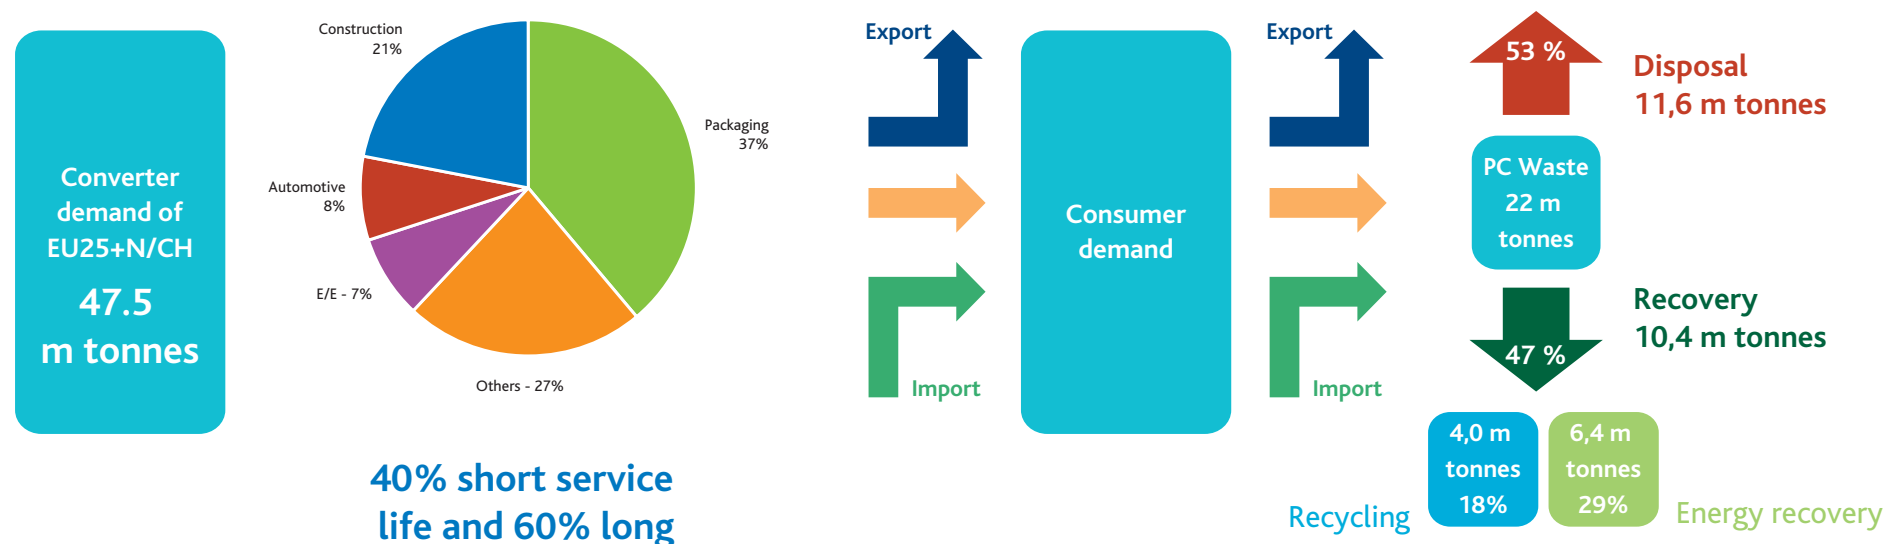 Converter
demand of
EU25+N/CH
47.5
m tonnes
Construction
21%
Packaging
37%
Automotive
8%
E/E - 7%
Others - 27%
40% short service
life and 60% long
Export
Import
Consumer
demand
Export
Import
53 %
Disposal
11,6 m tonnes
PC Waste
22 m
tonnes
Recovery
10,4 m tonnes
47 %
4,0 m
tonnes
18%
6,4 m
tonnes
29%
Recycling
Energy recovery